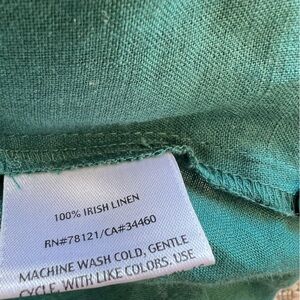 100% IRISH LINEN
RN#78121/CA#34460
MACHINE WASH COLD, GENTLE
CYCLE, WITH LIKE COLORS, USE